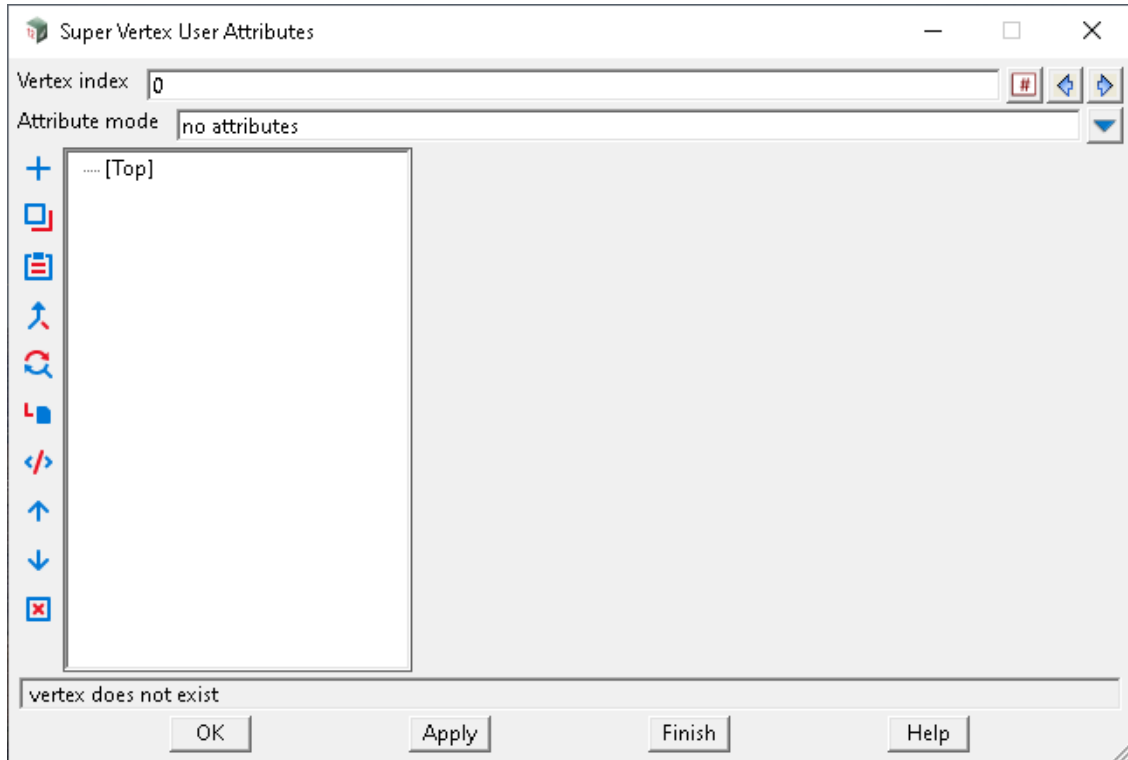 Super Vertex User Attributes
Vertex index 0 #
Attribute mode no attributes
[Top]
vertex does not exist
OK Apply Finish Help